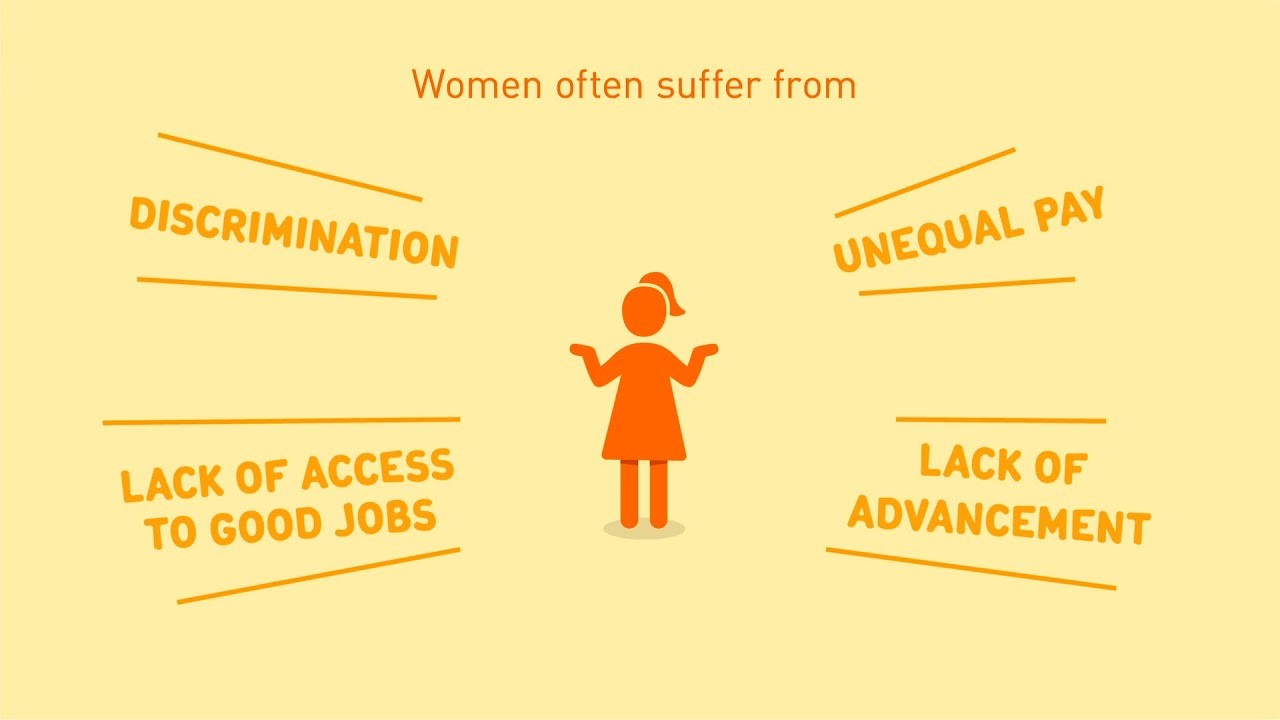 Women often suffer from
DISCRIMINATION
UNEQUAL PAY
LACK OF ACCESS
TO GOOD JOBS
LACK OF
ADVANCEMENT